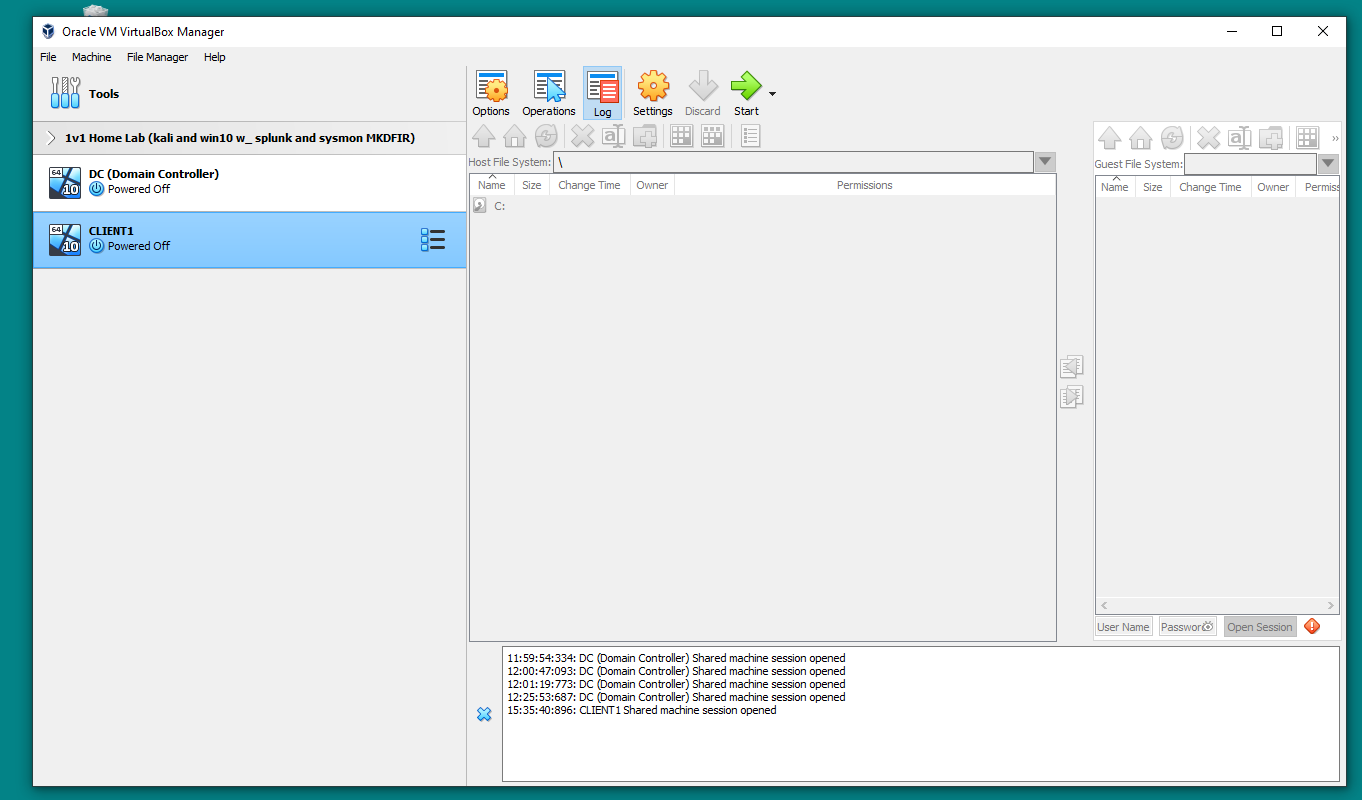 Oracle VM VirtualBox Manager
File Machine File Manager Help
Tools
1v1 Home Lab (kali and win10 w_ splunk and sysmon MKDFIR)
64
10
DC (Domain Controller)
Powered Off
64
10
CLIENT1
Powered Off
Options Operations Log Settings Discard Start
Host File System: \
Name Size Change Time Owner Permissions
C:
Guest File System:
Name Size Change Time Owner Permiss
User Name Passwor Open Session
11:59:54:334: DC (Domain Controller) Shared machine session opened
12:00:47:093: DC (Domain Controller) Shared machine session opened
12:01:19:773: DC (Domain Controller) Shared machine session opened
12:25:53:687: DC (Domain Controller) Shared machine session opened
15:35:40:896: CLIENT1 Shared machine session opened